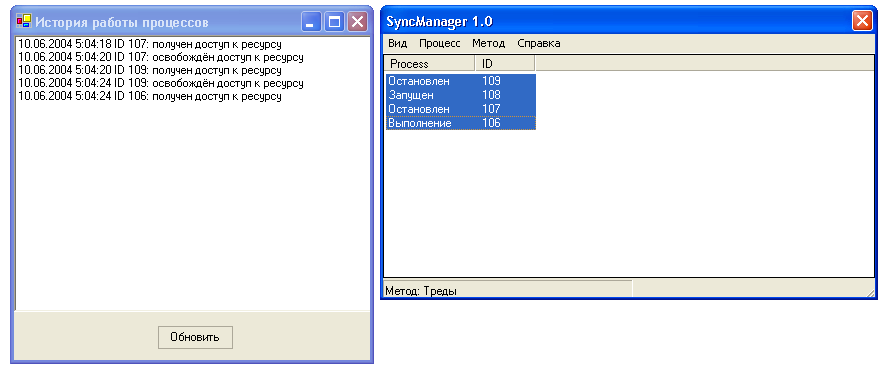 История работы процессов
10.06.2004 5:04:18 ID 107: получен доступ к ресурсу
10.06.2004 5:04:20 ID 107: освобождён доступ к ресурсу
10.06.2004 5:04:20 ID 109: получен доступ к ресурсу
10.06.2004 5:04:24 ID 109: освобождён доступ к ресурсу
10.06.2004 5:04:24 ID 106: получен доступ к ресурсу
Обновить
SyncManager 1.0
Вид Процесс Метод Справка
Process ID
Остановлен 109
Запущен 108
Остановлен 107
Выполнение 106
Метод: Треды